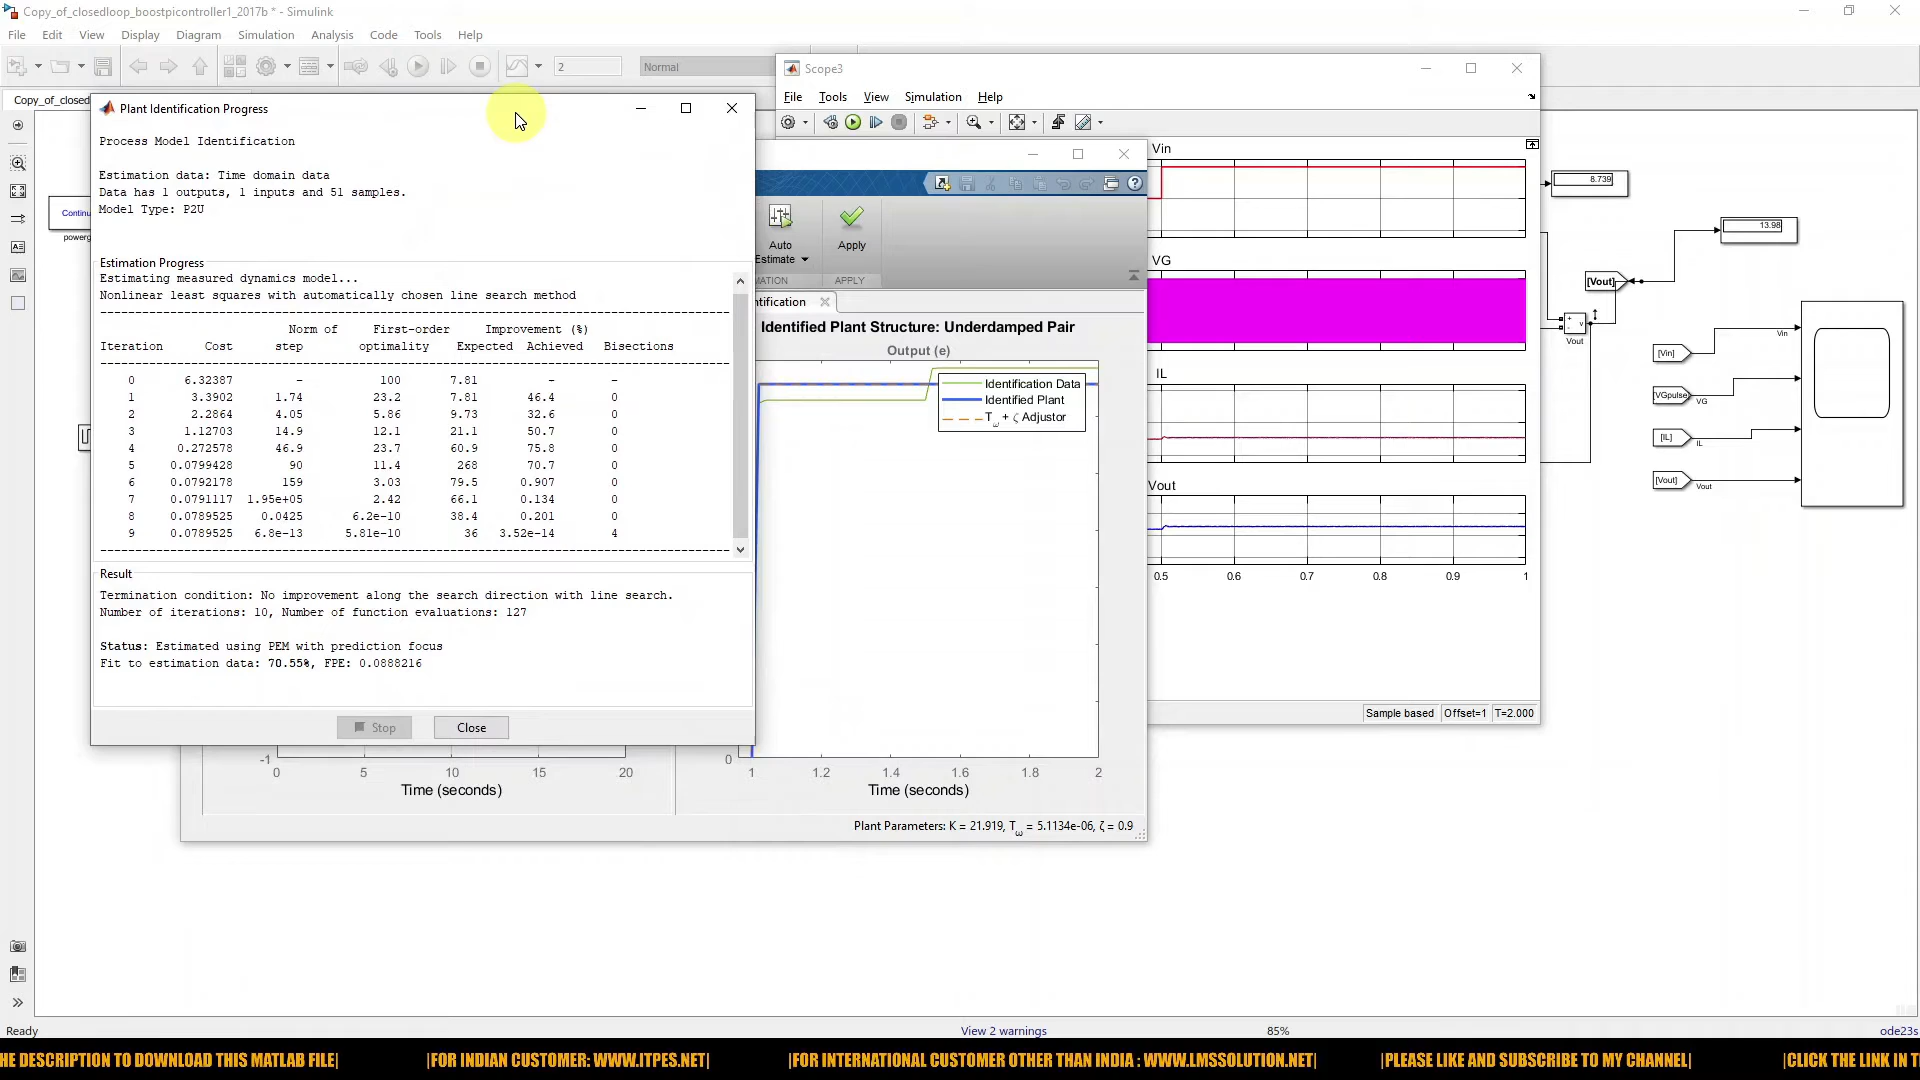 Copy_of_closedloop_boostpicontroller1_2017b * - Simulink
File Edit View Display Diagram Simulation Analysis Code Tools Help
2
Normal
Copy_of_closed
Plant Identification Progress
Process Model Identification
Estimation data: Time domain data
Data has 1 outputs, 1 inputs and 51 samples.
Model Type: P2U
Estimation Progress
Estimating measured dynamics model...
Nonlinear least squares with automatically chosen line search method
Norm of First-order Improvement (%)
Iteration Cost step optimality Expected Achieved Bisections
0 6.32387 - 100 7.81 - -
1 3.3902 1.74 23.2 7.81 46.4 0
2 2.2864 4.05 5.86 9.73 32.6 0
3 1.12703 14.9 12.1 21.1 50.7 0
4 0.272578 46.9 23.7 60.9 75.8 0
5 0.0799428 90 11.4 268 70.7 0
6 0.0792178 159 3.03 79.5 0.907 0
7 0.0791117 1.95e+05 2.42 66.1 0.134 0
8 0.0789525 0.0425 6.2e-10 38.4 0.201 0
9 0.0789525 6.8e-13 5.81e-10 36 3.52e-14 4
Result
Termination condition: No improvement along the search direction with line search.
Number of iterations: 10, Number of function evaluations: 127
Status: Estimated using PEM with prediction focus
Fit to estimation data: 70.55%, FPE: 0.0888216
Stop Close
Continu
powerg
Auto
Estimate
Apply
MATION
APPLY
ntification
Identified Plant Structure: Underdamped Pair
Output (e)
Identification Data
Identified Plant
Tω + ζ Adjustor
-1
0 5 10 15 20
Time (seconds)
0
1 1.2 1.4 1.6 1.8 2
Time (seconds)
Plant Parameters: K = 21.919, Tω = 5.1134e-06, ζ = 0.9
Scope3
File Tools View Simulation Help
Vin
VG
IL
Vout
0.5 0.6 0.7 0.8 0.9 1
Sample based Offset=1 T=2.000
8.739
13.98
[Vout]
+
-
v
Vout
[Vin]
Vin
[VGpulse]
VG
[IL]
IL
[Vout]
Vout
Ready
View 2 warnings
85%
ode23s
HE DESCRIPTION TO DOWNLOAD THIS MATLAB FILE| |FOR INDIAN CUSTOMER: WWW.ITPES.NET| |FOR INTERNATIONAL CUSTOMER OTHER THAN INDIA : WWW.LMSSOLUTION.NET| |PLEASE LIKE AND SUBSCRIBE TO MY CHANNEL| |CLICK THE LINK IN T